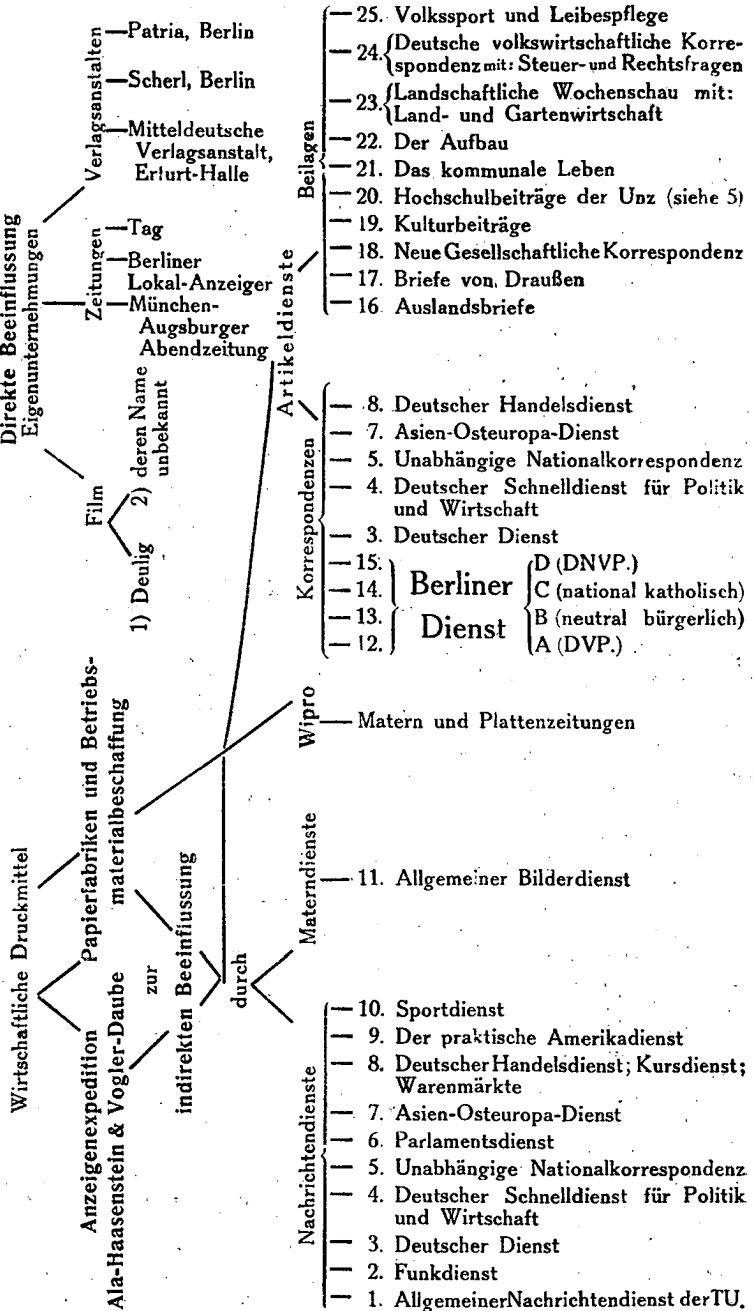 Direkte Beeinflussung
Eigenunternehmungen
Verlagsanstalten
Patria, Berlin
Scherl, Berlin
Mitteldeutsche
Verlagsanstalt,
Erfurt-Halle
Zeitungen
Tag
Berliner
Lokal-Anzeiger
München-
Augsburger
Abendzeitung
Film
1) Deulig
2) deren Name
unbekannt
Artikeldienste
Beilagen
25. Volkssport und Leibespflege
24. Deutsche volkswirtschaftliche Korre-
spondenz mit: Steuer- und Rechtsfragen
23. Landschaftliche Wochenschau mit:
Land- und Gartenwirtschaft
22. Der Aufbau
21. Das kommunale Leben
20. Hochschulbeiträge der Unz (siehe 5)
19. Kulturbeiträge
18. Neue Gesellschaftliche Korrespondenz
17. Briefe von Draußen
16 Auslandsbriefe
Korrespondenzen
8. Deutscher Handelsdienst
7. Asien-Osteuropa-Dienst
5. Unabhängige Nationalkorrespondenz
4. Deutscher Schnelldienst für Politik
und Wirtschaft
3. Deutscher Dienst
15.
14.
13.
12.
Berliner
Dienst
D (DNVP.)
C (national katholisch)
B (neutral bürgerlich)
A (DVP.)
Wirtschaftliche Druckmittel
Papierfabriken und Betriebs-
materialbeschaffung
Anzeigenexpedition
Ala-Haasenstein & Vogler-Daube
zur
indirekten Beeinflussung
durch
Wipro
Matern und Plattenzeitungen
Materndienste
11. Allgemeiner Bilderdienst
Nachrichtendienste
10. Sportdienst
9. Der praktische Amerikadienst
8. Deutscher Handelsdienst; Kursdienst;
Warenmärkte
7. Asien-Osteuropa-Dienst
6. Parlamentsdienst
5. Unabhängige Nationalkorrespondenz
4. Deutscher Schnelldienst für Politik
und Wirtschaft
3. Deutscher Dienst
2. Funkdienst
1. Allgemeiner Nachrichtendienst der TU.